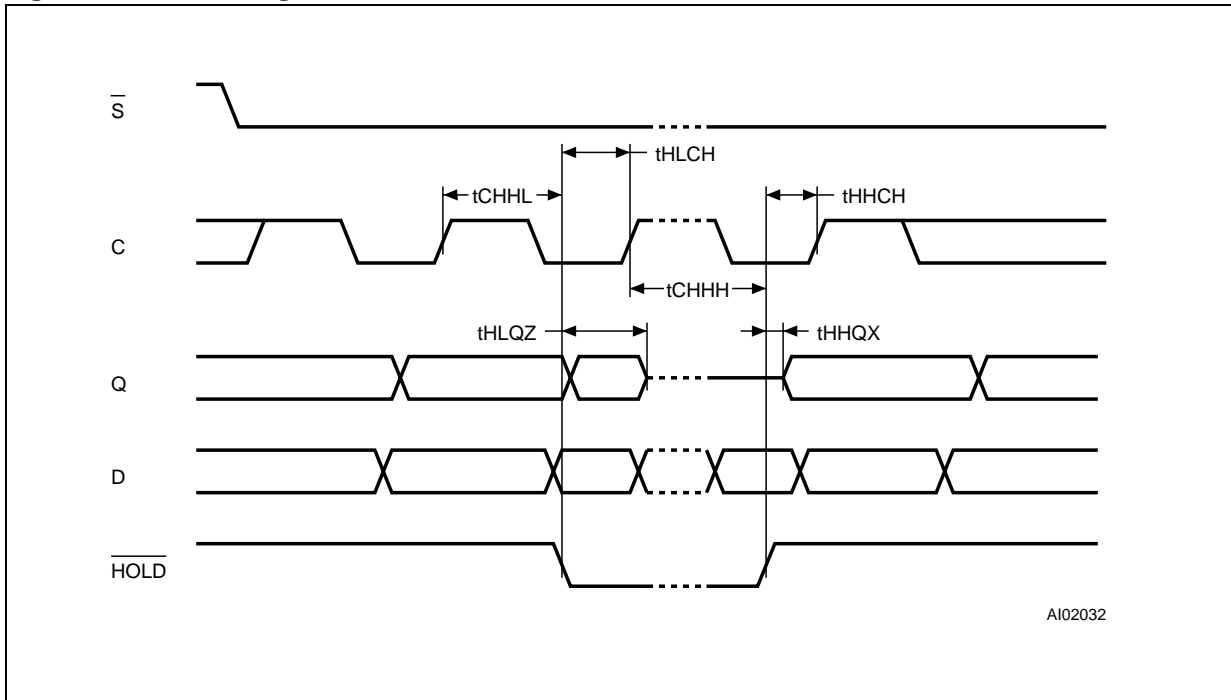 S
tHLCH
tCHHL
tHHCH
C
tCHHH
tHLQZ
tHHQX
Q
D
HOLD
AI02032